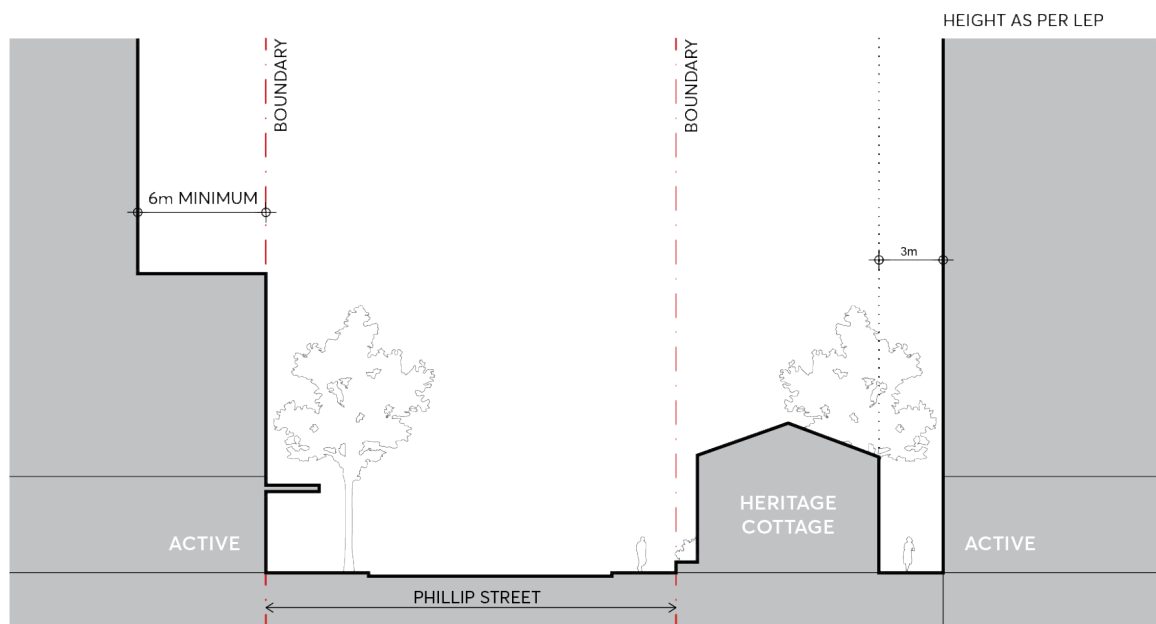 HEIGHT AS PER LEP
BOUNDARY
BOUNDARY
6m MINIMUM
3m
HERITAGE
COTTAGE
ACTIVE
ACTIVE
PHILLIP STREET